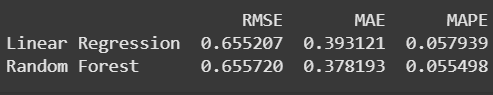 RMSE MAE MAPE
Linear Regression 0.655207 0.393121 0.057939
Random Forest 0.655720 0.378193 0.055498